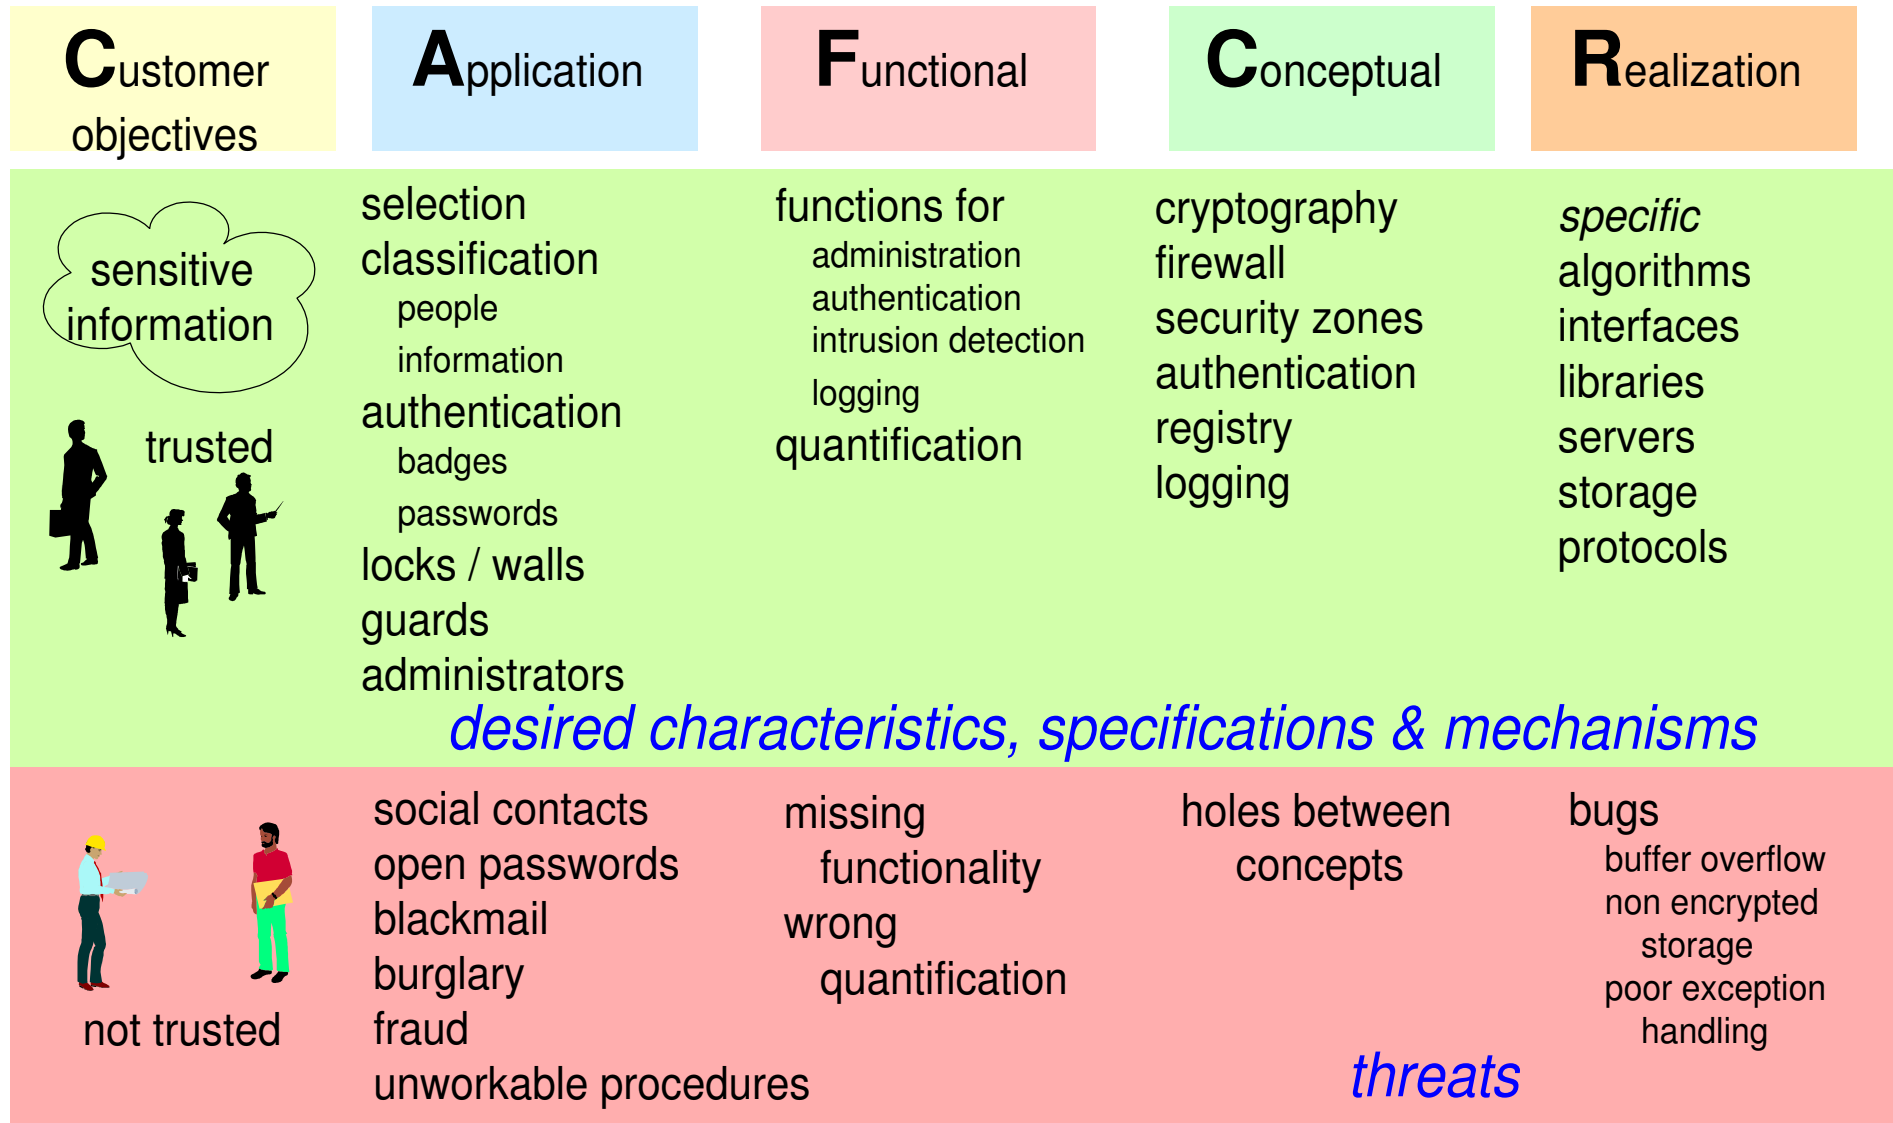 Customer
objectives
Application
Functional
Conceptual
Realization
sensitive
information
trusted
selection
classification
people
information
authentication
badges
passwords
locks / walls
guards
administrators
functions for
administration
authentication
intrusion detection
logging
quantification
cryptography
firewall
security zones
authentication
registry
logging
specific
algorithms
interfaces
libraries
servers
storage
protocols
desired characteristics, specifications & mechanisms
not trusted
social contacts
open passwords
blackmail
burglary
fraud
unworkable procedures
missing
functionality
wrong
quantification
holes between
concepts
bugs
buffer overflow
non encrypted
storage
poor exception
handling
threats